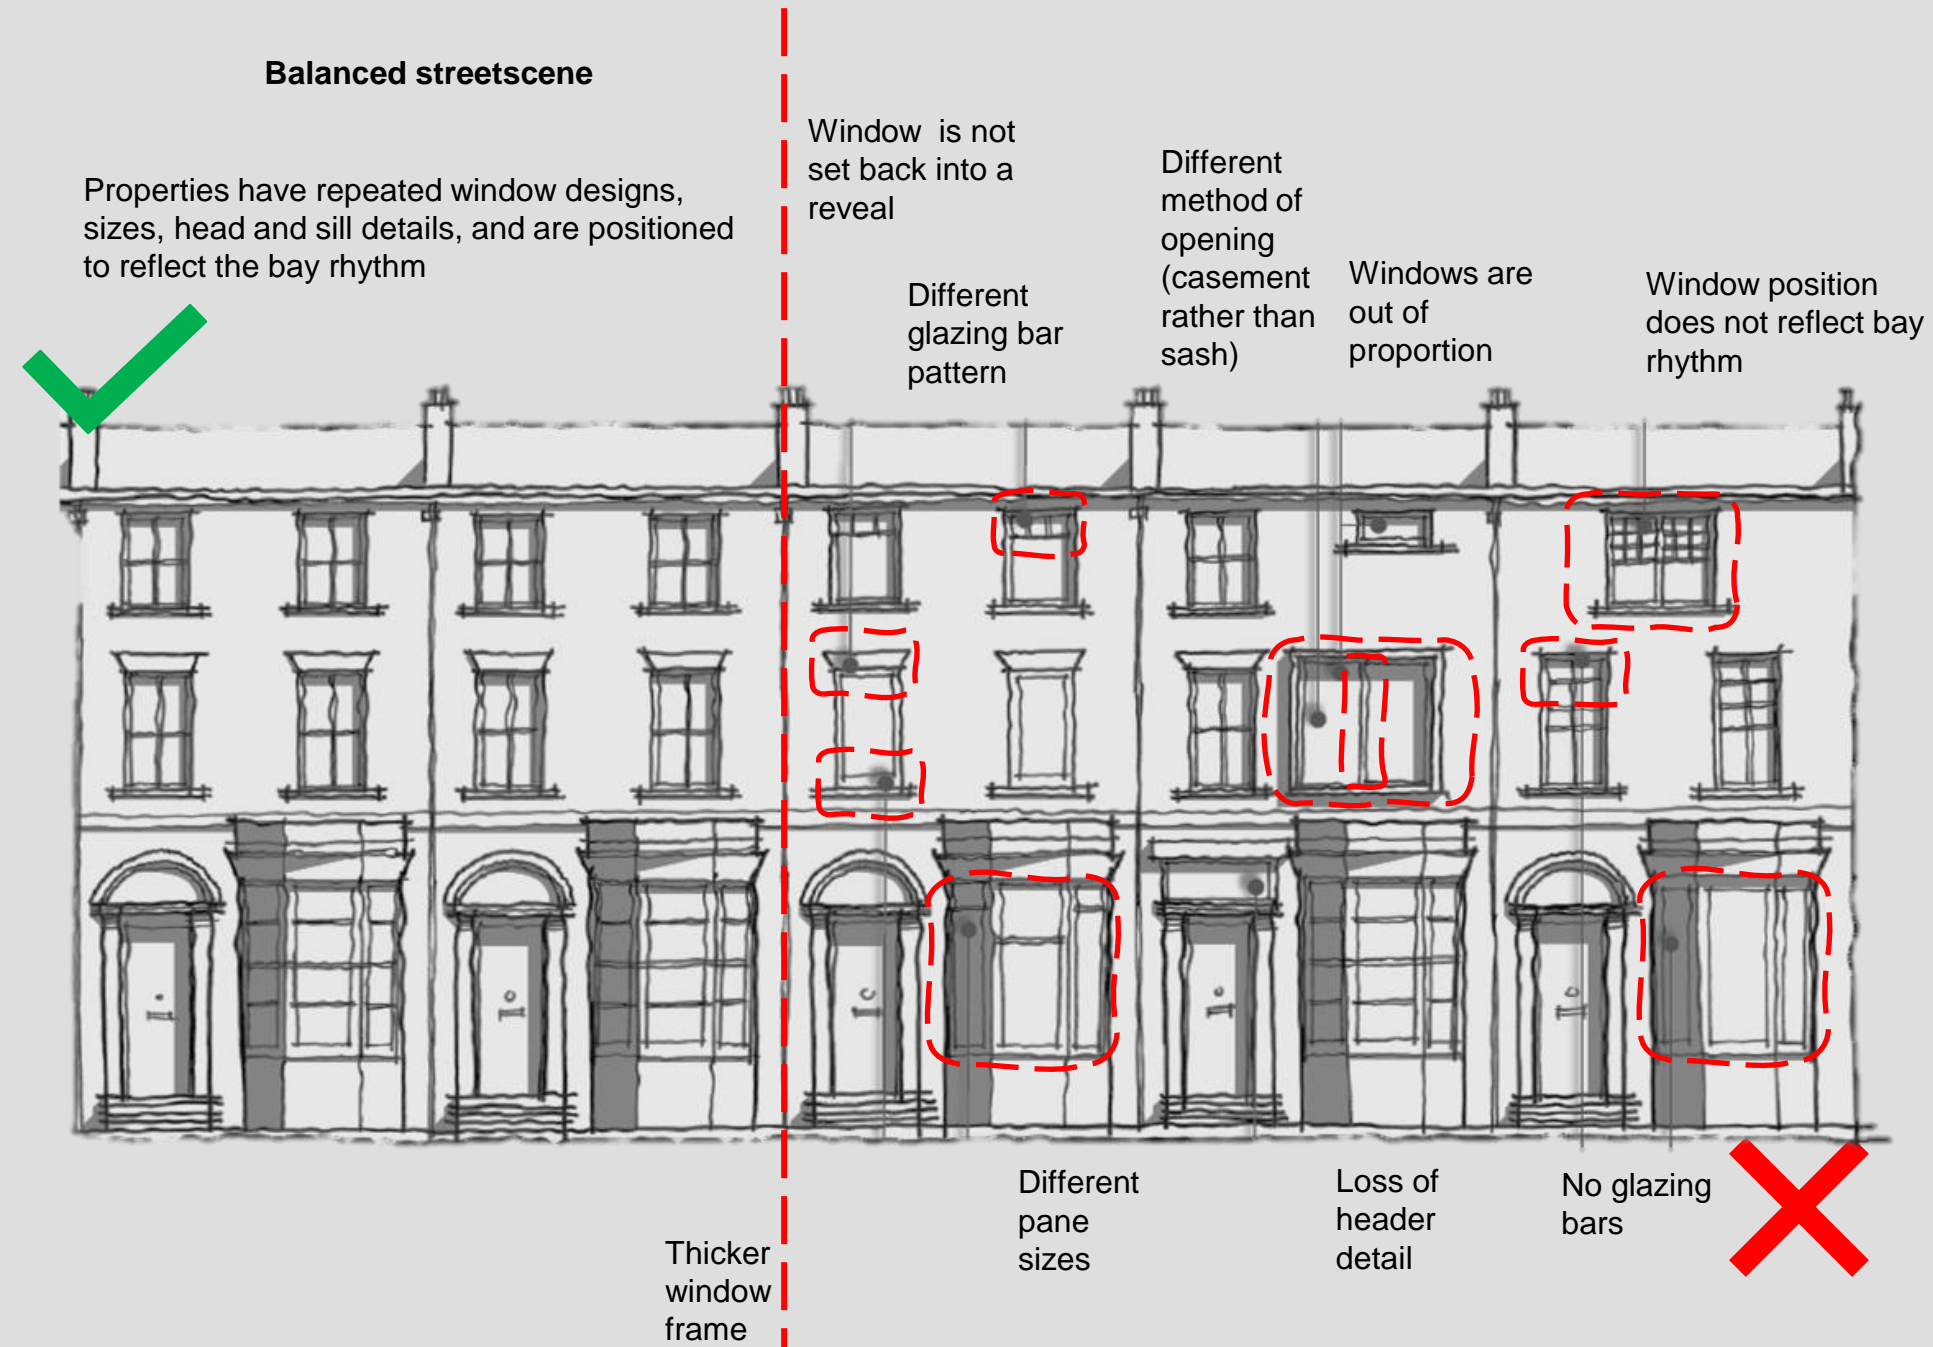 Balanced streetscene
Properties have repeated window designs,
sizes, head and sill details, and are positioned
to reflect the bay rhythm
Window is not
set back into a
reveal
Different
glazing bar
pattern
Different
method of
opening
(casement
rather than
sash)
Windows are
out of
proportion
Window position
does not reflect bay
rhythm
Thicker
window
frame
Different
pane
sizes
Loss of
header
detail
No glazing
bars